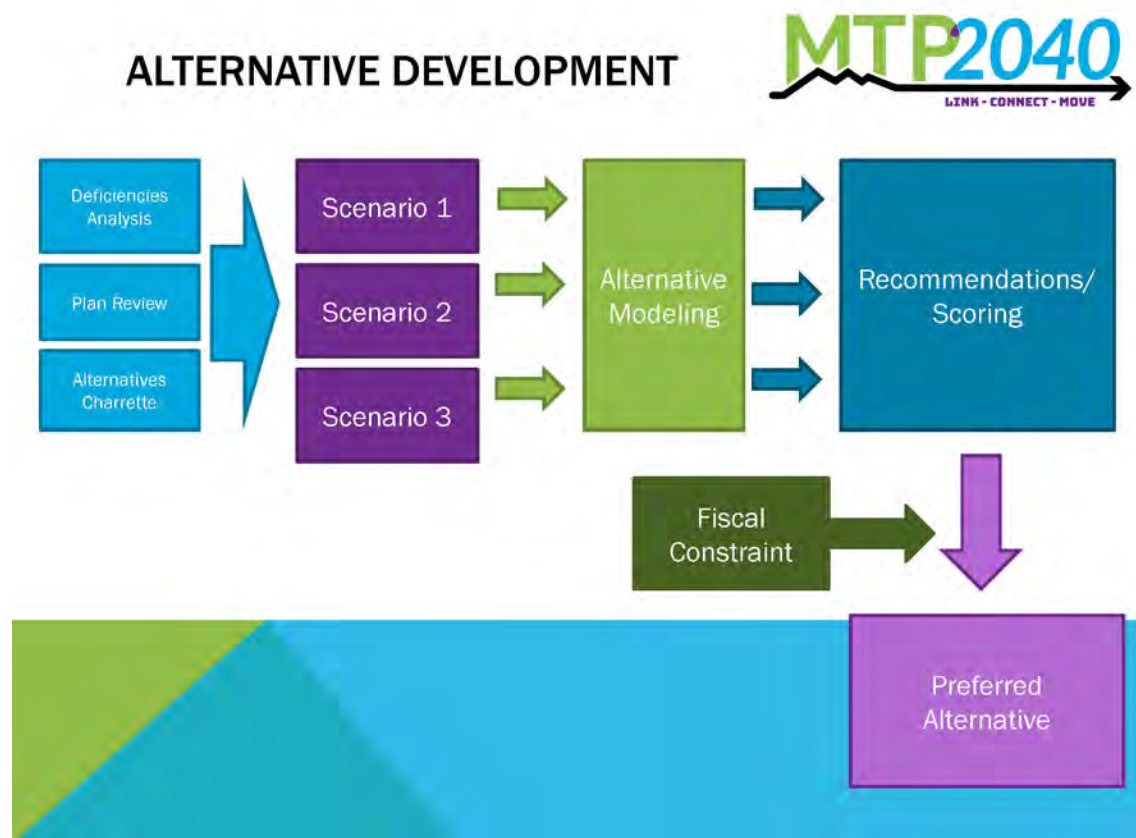 ALTERNATIVE DEVELOPMENT
MTP2040
LINK - CONNECT - MOVE
Deficiencies
Analysis
Plan Review
Alternatives
Charrette
Scenario 1
Scenario 2
Scenario 3
Alternative
Modeling
Recommendations/
Scoring
Fiscal
Constraint
Preferred
Alternative